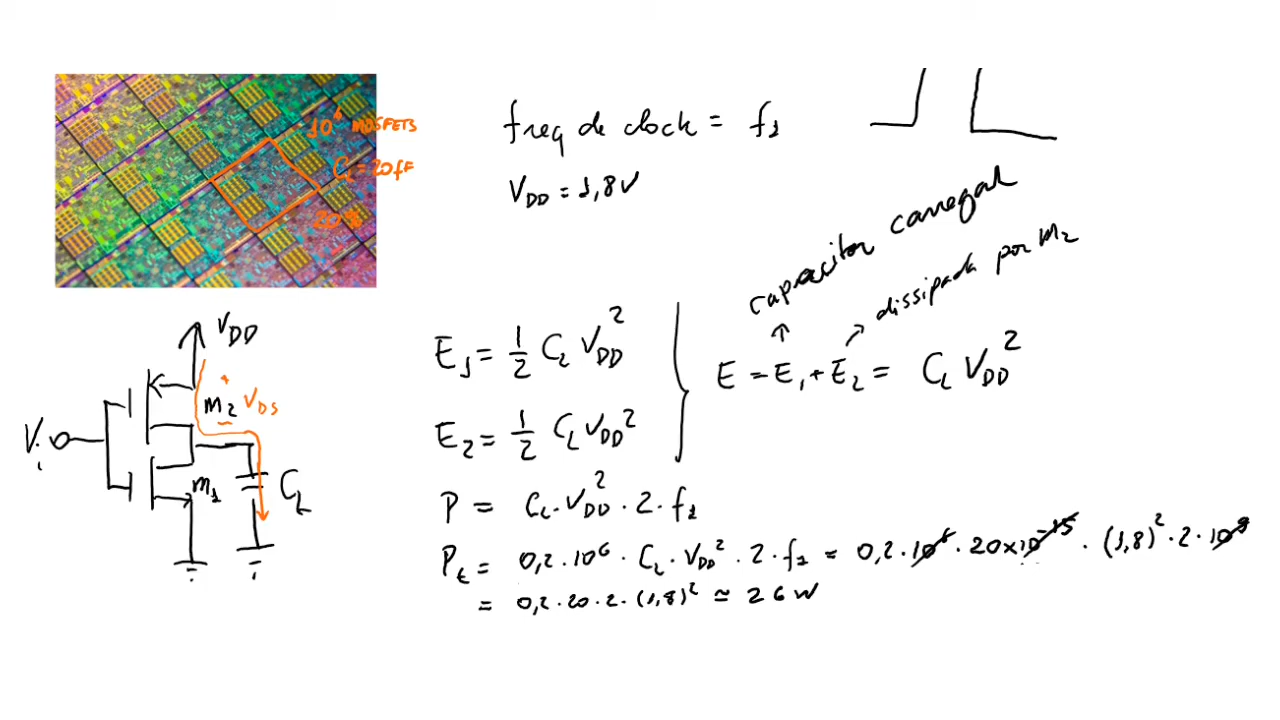 10⁶ MOSFETS
C_L = 20fF
20%
freq de clock = f₁
V_DD = 1,8V
capacitor carregal
dissipada por M₂
V_DD
M₂ V_DS
V_i
M₁
C_L
E₁ = 1/2 C_L V_DD²
E₂ = 1/2 C_L V_DD²
E = E₁ + E₂ = C_L V_DD²
P = C_L · V_DD² · 2 · f₁
P_t = 0,2 · 10⁶ · C_L · V_DD² · 2 · f₁ = 0,2 · 10⁶ · 20×10⁻¹⁵ · (1,8)² · 2 · 10⁹
= 0,2 · 20 · 2 · (1,8)² ≃ 26 W